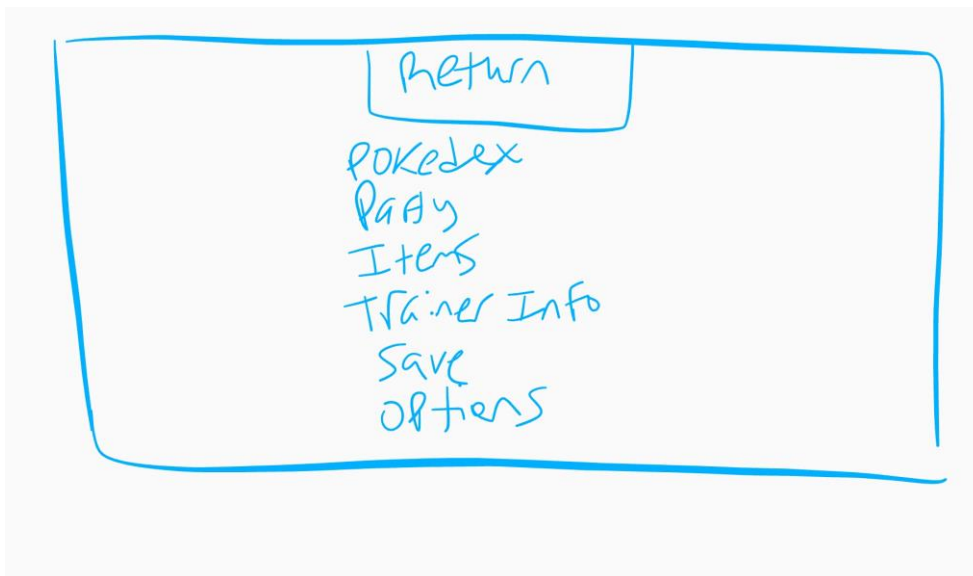 Return
Pokedex
Party
Items
Trainer Info
Save
Options